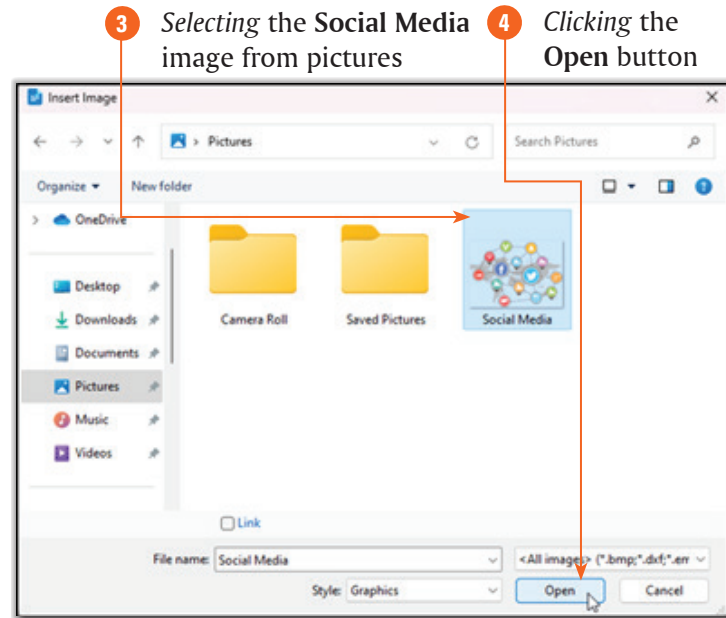 3 Selecting the Social Media
image from pictures
4 Clicking the
Open button
Insert Image
Pictures
Search Pictures
Organize
New folder
OneDrive
Desktop
Downloads
Documents
Pictures
Music
Videos
Camera Roll
Saved Pictures
Social Media
Link
File name: Social Media
<All images> (*.bmp;*.dxf;*.em
Style: Graphics
Open
Cancel